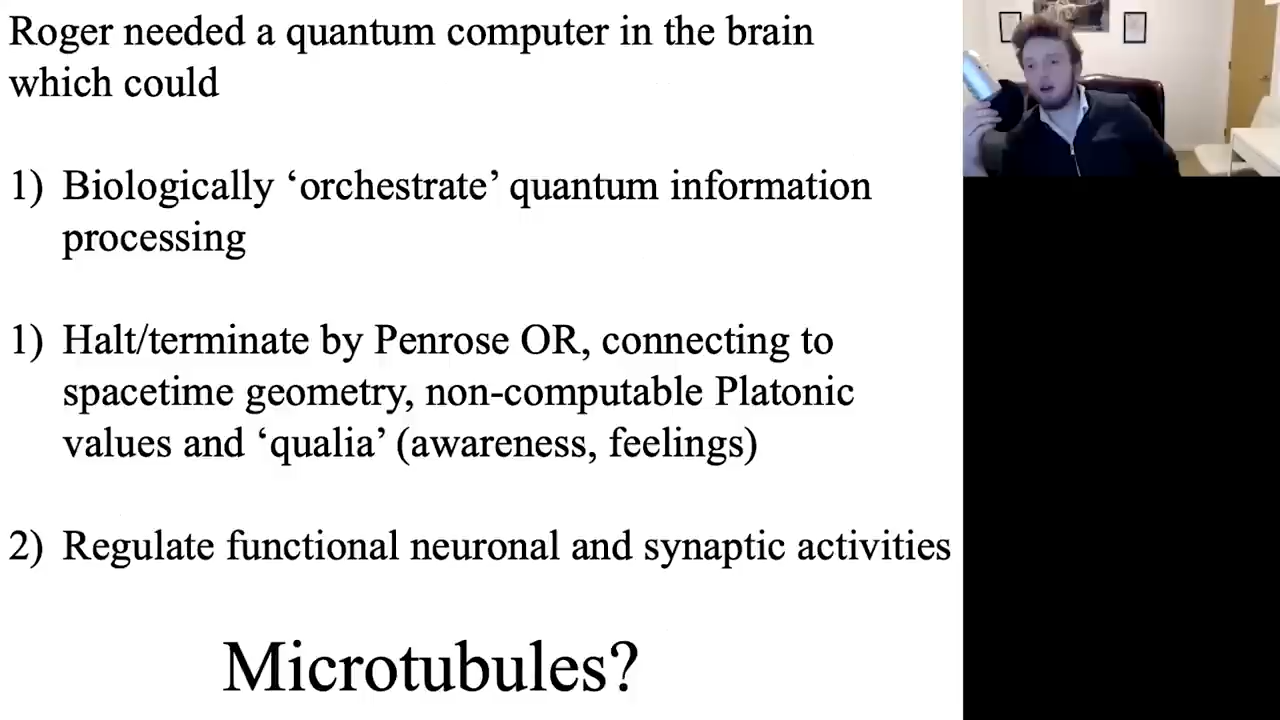 Roger needed a quantum computer in the brain
which could
1) Biologically ‘orchestrate’ quantum information
processing
1) Halt/terminate by Penrose OR, connecting to
spacetime geometry, non-computable Platonic
values and ‘qualia’ (awareness, feelings)
2) Regulate functional neuronal and synaptic activities
Microtubules?